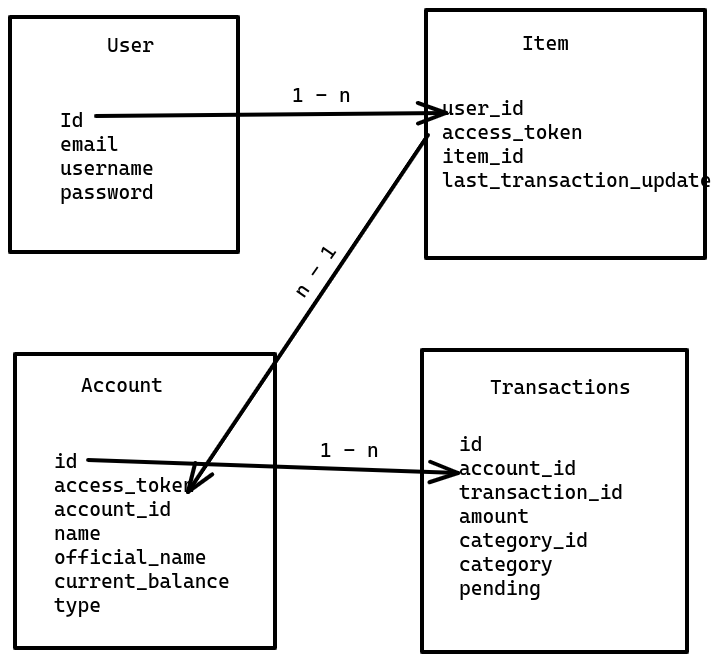 User
Id
email
username
password
1 - n
Item
user_id
access_token
item_id
last_transaction_update
n - 1
Account
id
access_token
account_id
name
official_name
current_balance
type
1 - n
Transactions
id
account_id
transaction_id
amount
category_id
category
pending